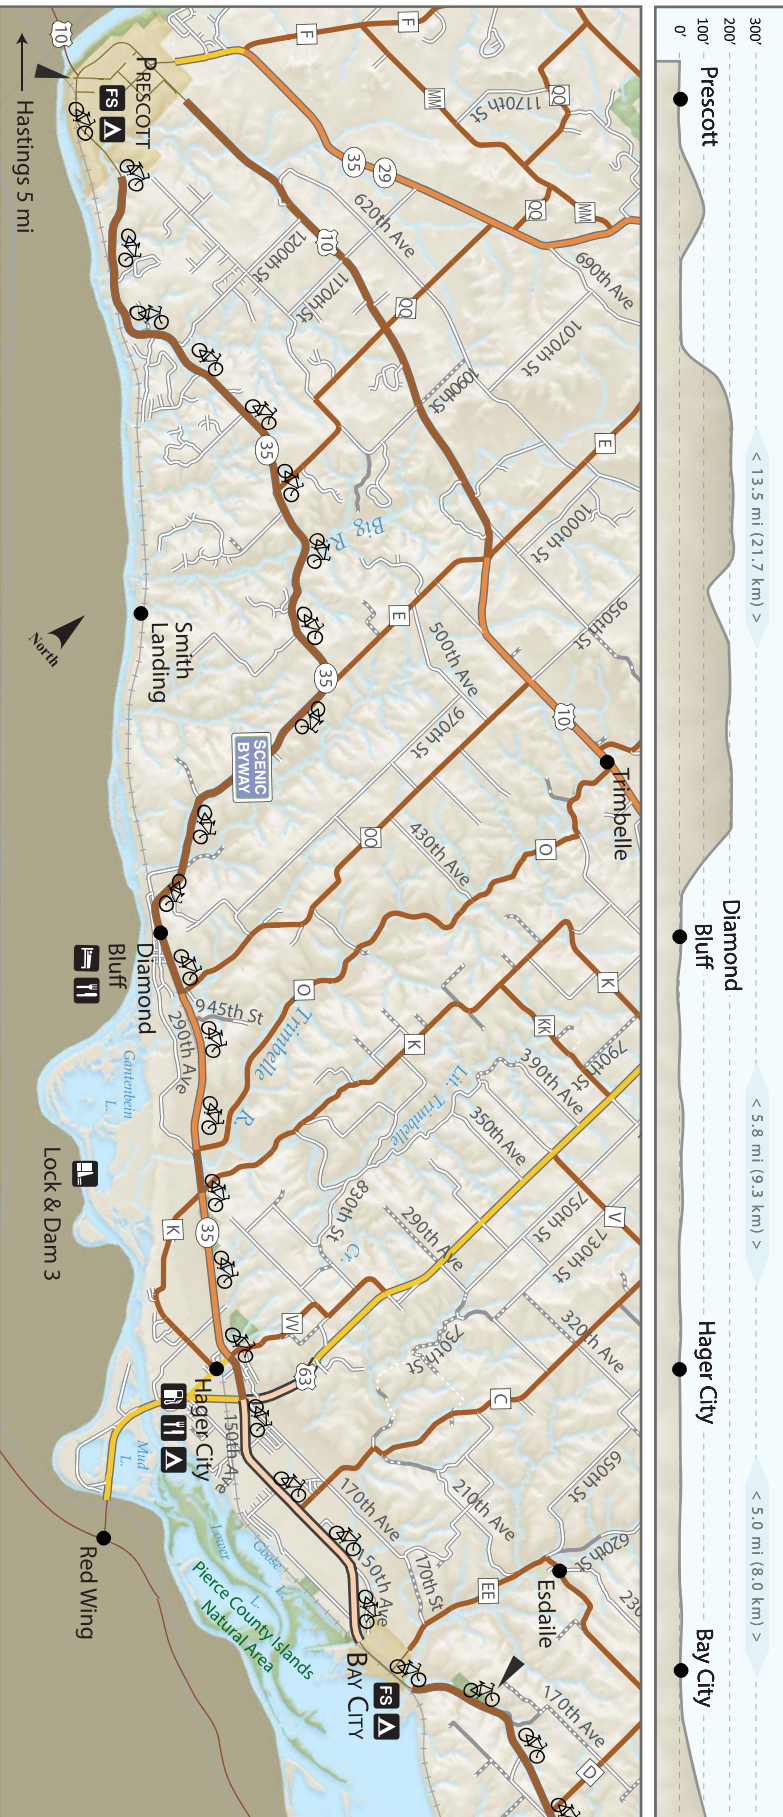 300'
200'
100'
0'
Prescott
Diamond
Bluff
Hager City
Bay City
< 13.5 mi (21.7 km) >
< 5.8 mi (9.3 km) >
< 5.0 mi (8.0 km) >
F
F
MM
1170th St
QQ
35
29
QQ
MM
690th Ave
620th Ave
10
1200th St
1170th St
QQ
1070th St
1090th St
E
1000th St
950th St
10
PRESCOTT
FS
Hastings 5 mi
10
35
Big R.
E
500th Ave
970th St
10
Trimbelle
Smith
Landing
North
35
SCENIC
BYWAY
OO
430th Ave
O
Diamond
Bluff
945th St
290th Ave
O
Trimbelle R.
K
K
KK
390th Ave
790th St
Lit. Trimbelle Cr.
350th Ave
830th St
290th Ave
750th St
730th St
V
Gantenbein
L.
Lock & Dam 3
K
35
W
63
750th St
320th Ave
C
650th St
210th Ave
620th St
230
Hager City
150th Ave
Mud
L.
Red Wing
Lower
Goose
L.
L.
Pierce County Islands
Natural Area
170th Ave
150th Ave
170th St
EE
Esdaile
BAY CITY
FS
170th Ave
D